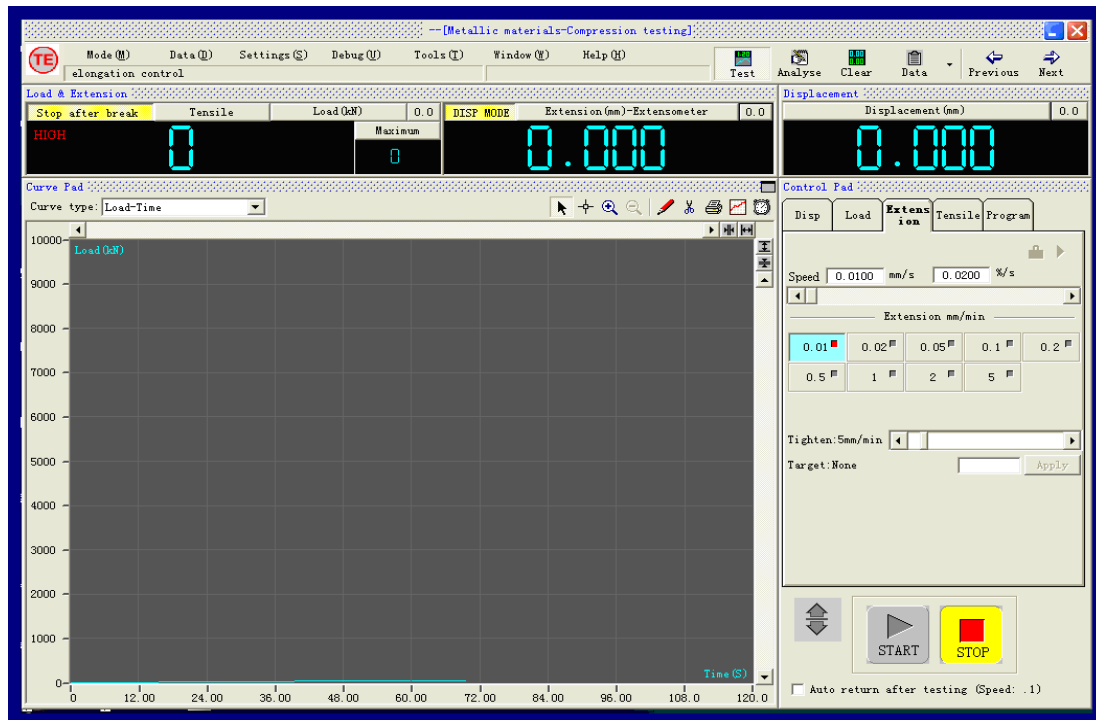 --[Metallic materials-Compression testing]
TE
Mode(M) Data(D) Settings(S) Debug(U) Tools(T) Window(W) Help(H)
elongation control
Test Analyse Clear Data Previous Next
Load & Extension
Stop after break Tensile Load(kN) 0.0 DISP MODE Extension(mm)-Extensometer 0.0
HIGH 0 Maximum 0 0.000
Displacement
Displacement(mm) 0.0
0.000
Curve Pad
Curve type: Load-Time
Load(kN)
10000
9000
8000
7000
6000
5000
4000
3000
2000
1000
0
Time(S)
0 12.00 24.00 36.00 48.00 60.00 72.00 84.00 96.00 108.0 120.0
Control Pad
Disp Load Extension Tensile Program
Speed 0.0100 mm/s 0.0200 %/s
Extension mm/min
0.01 0.02 0.05 0.1 0.2
0.5 1 2 5
Tighten:5mm/min
Target:None Apply
START STOP
Auto return after testing (Speed: .1)